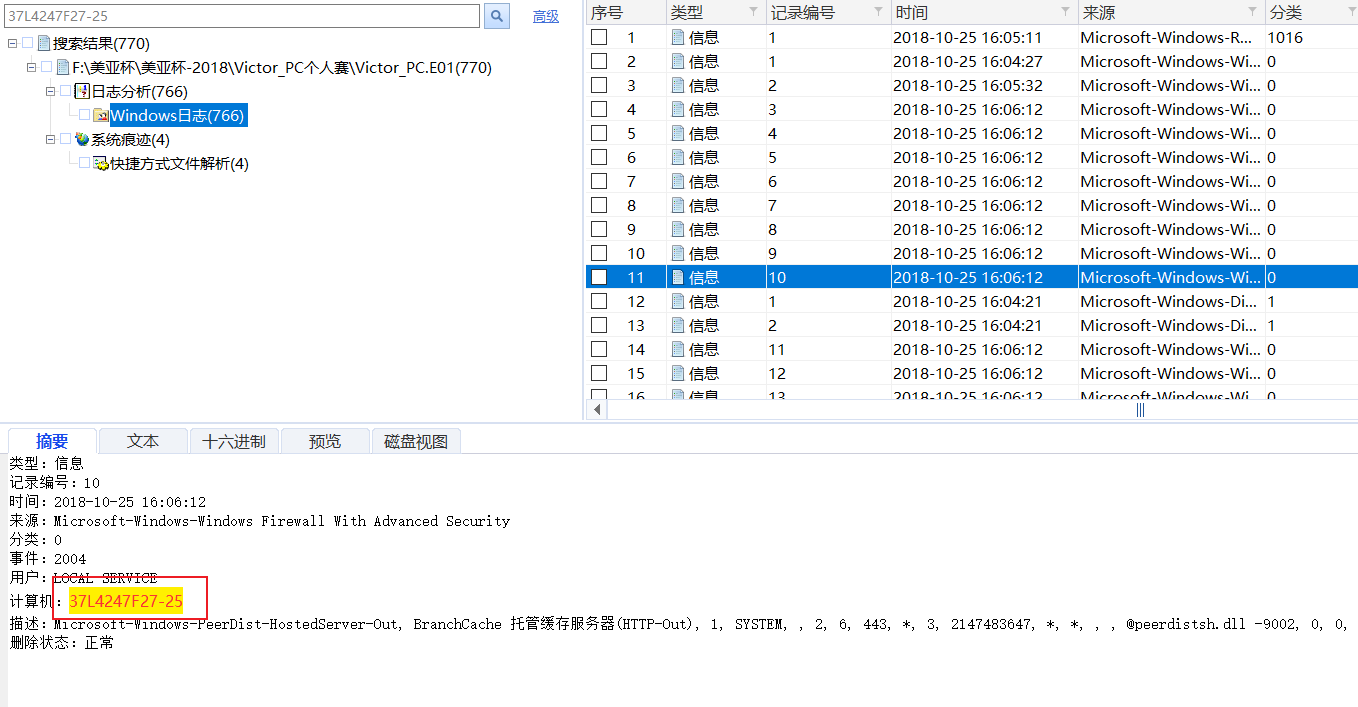 37L4247F27-25 高级
搜索结果(770)
F:\美亚杯\美亚杯-2018\Victor_PC个人赛\Victor_PC.E01(770)
日志分析(766)
Windows日志(766)
系统痕迹(4)
快捷方式文件解析(4)
序号 类型 记录编号 时间 来源 分类
1 信息 1 2018-10-25 16:05:11 Microsoft-Windows-R... 1016
2 信息 1 2018-10-25 16:04:27 Microsoft-Windows-Wi... 0
3 信息 2 2018-10-25 16:05:32 Microsoft-Windows-Wi... 0
4 信息 3 2018-10-25 16:06:12 Microsoft-Windows-Wi... 0
5 信息 4 2018-10-25 16:06:12 Microsoft-Windows-Wi... 0
6 信息 5 2018-10-25 16:06:12 Microsoft-Windows-Wi... 0
7 信息 6 2018-10-25 16:06:12 Microsoft-Windows-Wi... 0
8 信息 7 2018-10-25 16:06:12 Microsoft-Windows-Wi... 0
9 信息 8 2018-10-25 16:06:12 Microsoft-Windows-Wi... 0
10 信息 9 2018-10-25 16:06:12 Microsoft-Windows-Wi... 0
11 信息 10 2018-10-25 16:06:12 Microsoft-Windows-Wi... 0
12 信息 1 2018-10-25 16:04:21 Microsoft-Windows-Di... 1
13 信息 2 2018-10-25 16:04:21 Microsoft-Windows-Di... 1
14 信息 11 2018-10-25 16:06:12 Microsoft-Windows-Wi... 0
15 信息 12 2018-10-25 16:06:12 Microsoft-Windows-Wi... 0
16 信息 13 2018-10-25 16:06:12 Microsoft-Windows-Wi... 0
摘要 文本 十六进制 预览 磁盘视图
类型：信息
记录编号：10
时间：2018-10-25 16:06:12
来源：Microsoft-Windows-Windows Firewall With Advanced Security
分类：0
事件：2004
用户：LOCAL SERVICE
计算机：37L4247F27-25
描述：Microsoft-Windows-PeerDist-HostedServer-Out, BranchCache 托管缓存服务器(HTTP-Out), 1, SYSTEM, , 2, 6, 443, *, 3, 2147483647, *, *, , , @peerdistsh.dll -9002, 0, 0,
删除状态：正常